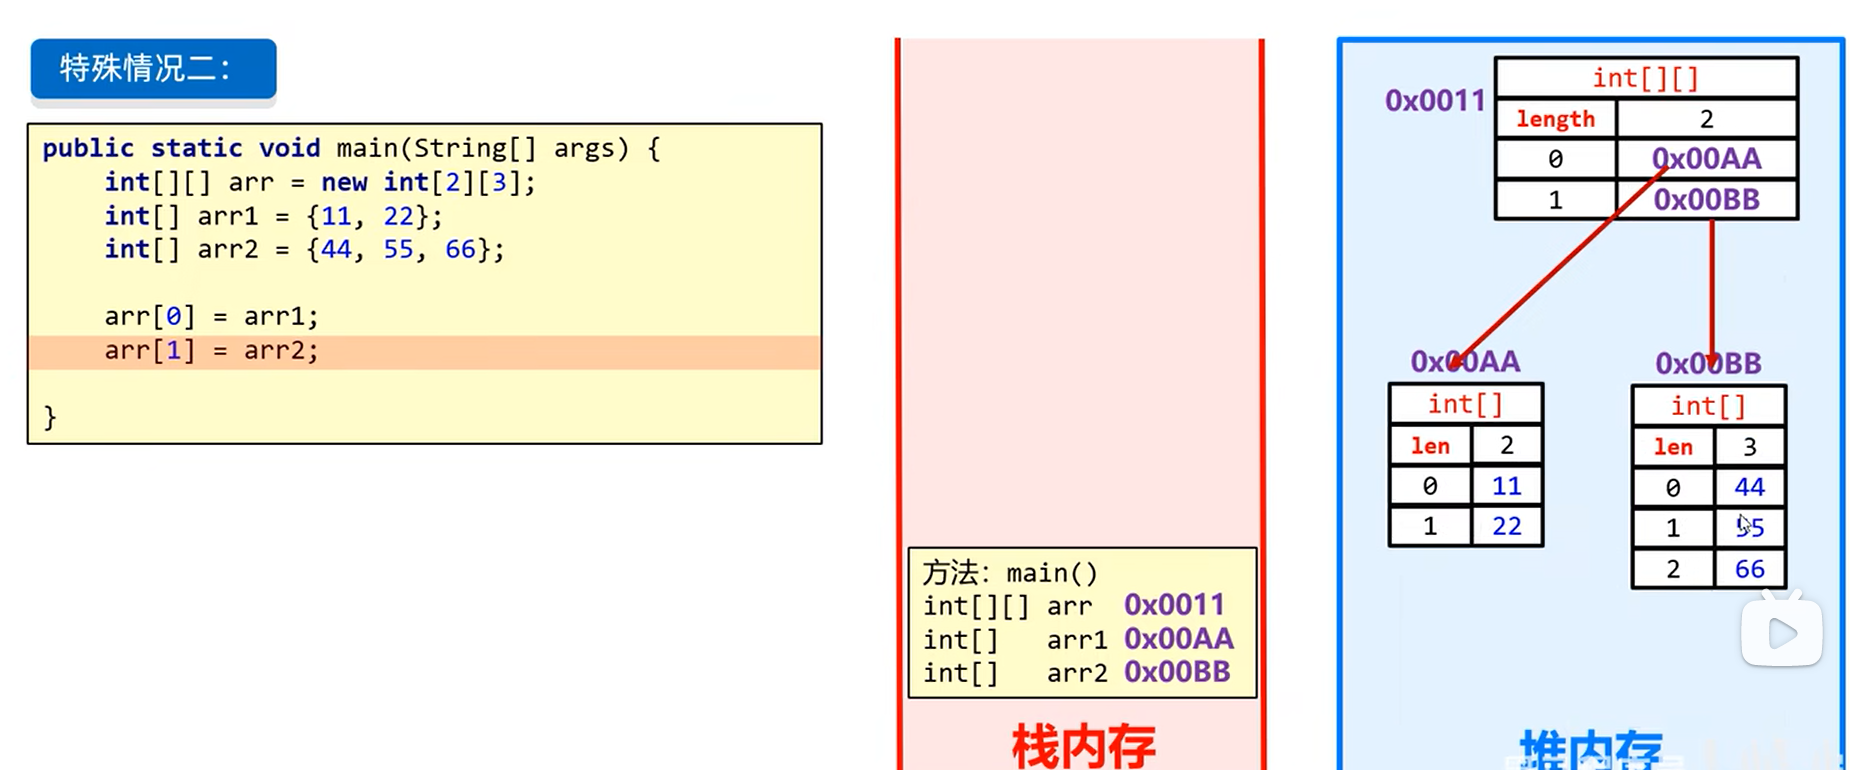 特殊情况二：
public static void main(String[] args) {
int[][] arr = new int[2][3];
int[] arr1 = {11, 22};
int[] arr2 = {44, 55, 66};
arr[0] = arr1;
arr[1] = arr2;
}
方法：main()
int[][] arr 0x0011
int[] arr1 0x00AA
int[] arr2 0x00BB
栈内存
0x0011
int[][]
length 2
0 0x00AA
1 0x00BB
0x00AA
int[]
len 2
0 11
1 22
0x00BB
int[]
len 3
0 44
1 55
2 66
堆内存